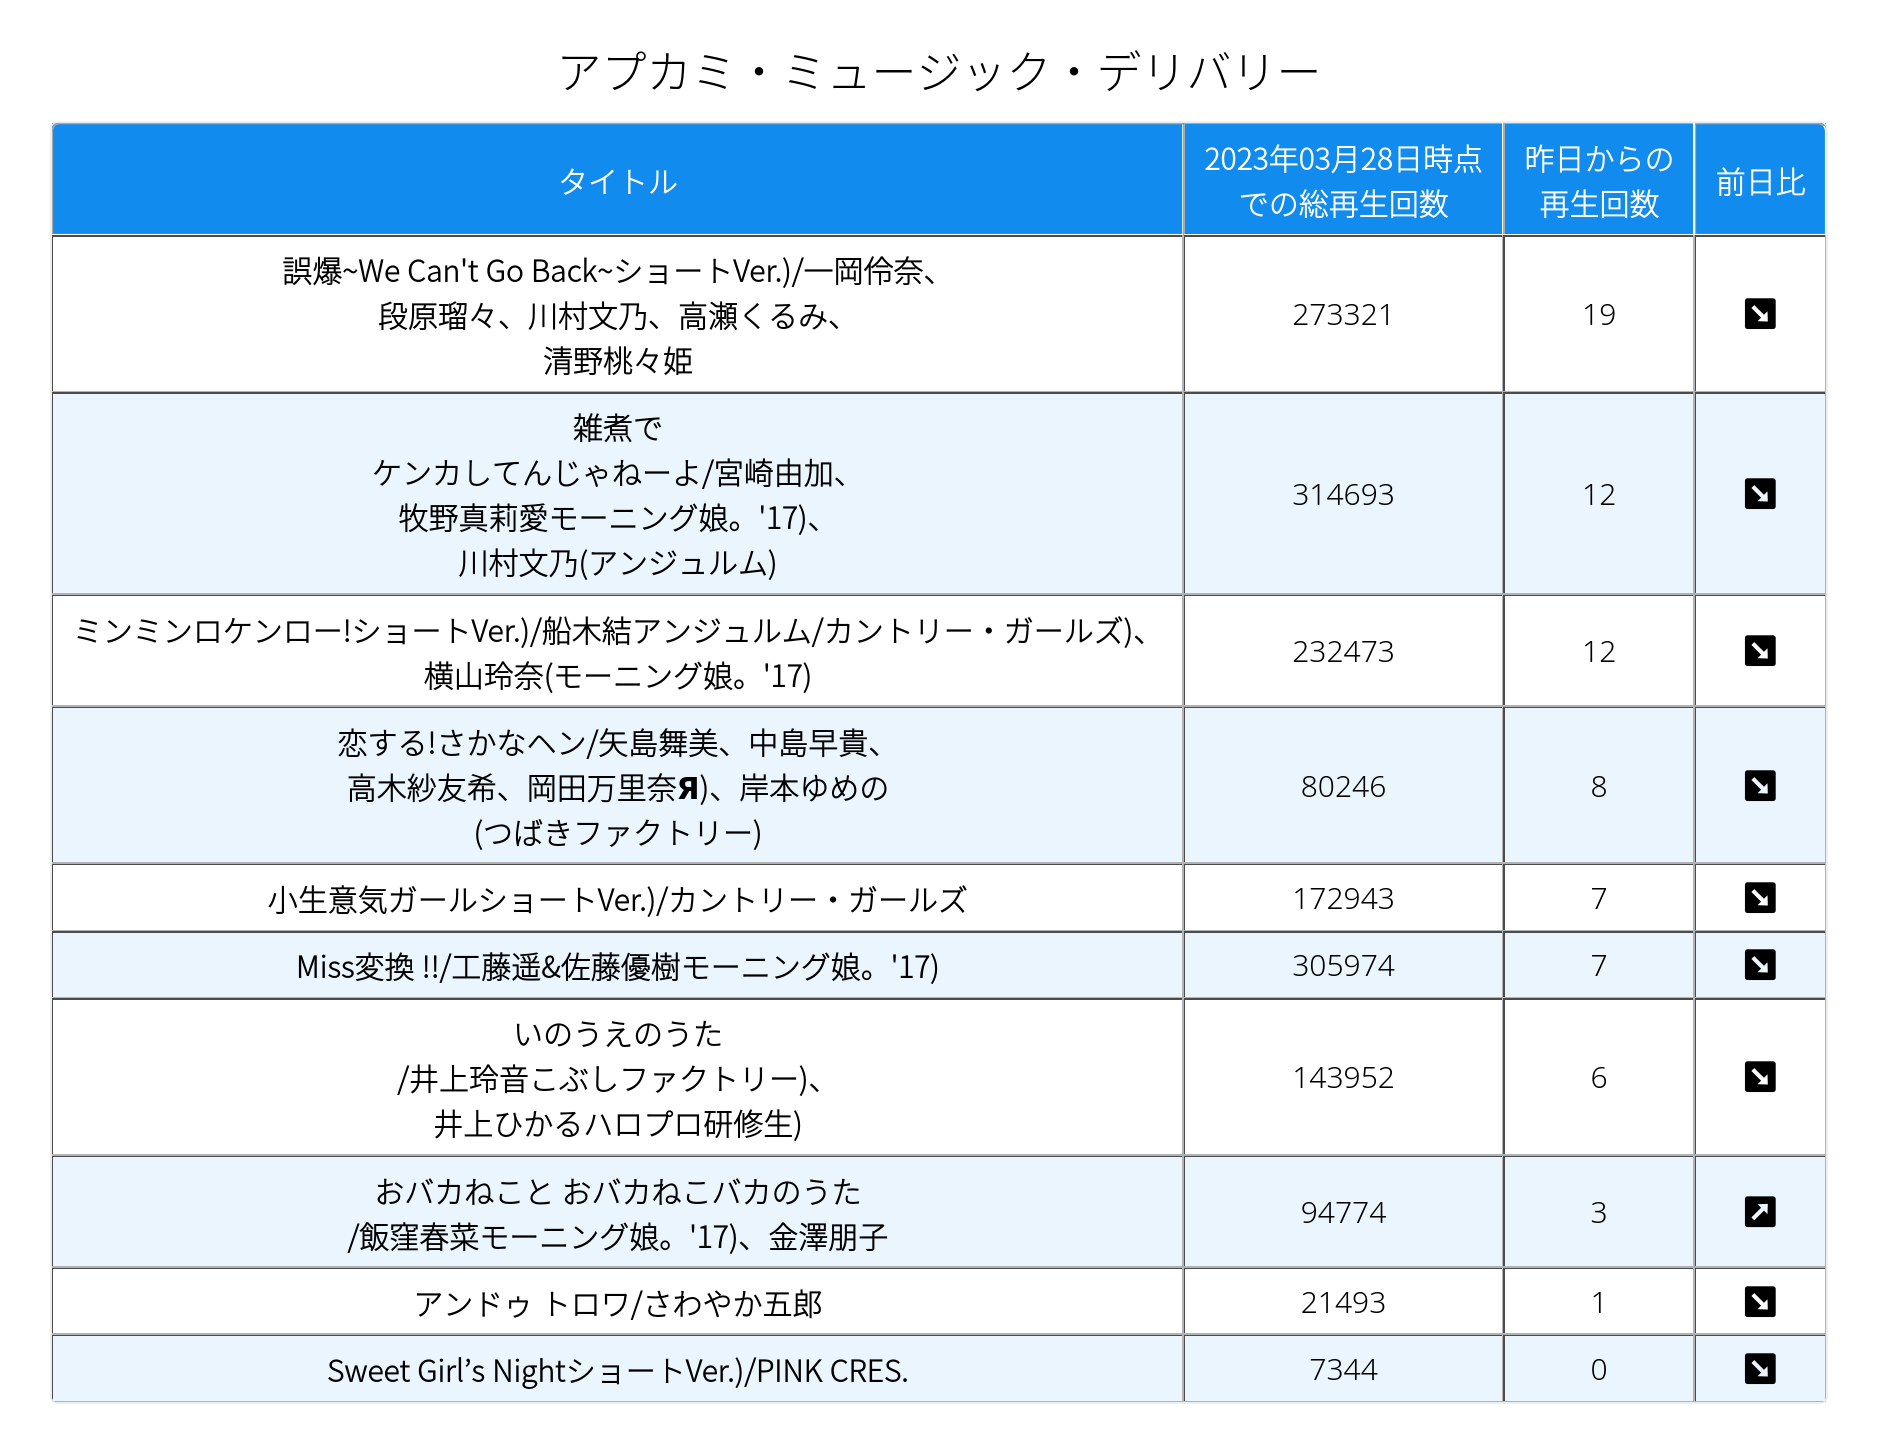 アプカミ・ミュージック・デリバリー
タイトル
2023年03月28日時点
での総再生回数
昨日からの
再生回数
前日比
誤爆~We Can't Go Back~ショートVer.)/一岡伶奈、
段原瑠々、川村文乃、高瀬くるみ、
清野桃々姫
273321
19
雑煮で
ケンカしてんじゃねーよ/宮崎由加、
牧野真莉愛モーニング娘。'17)、
川村文乃(アンジュルム)
314693
12
ミンミンロケンロー!ショートVer.)/船木結アンジュルム/カントリー・ガールズ)、
横山玲奈(モーニング娘。'17)
232473
12
恋する!さかなヘン/矢島舞美、中島早貴、
高木紗友希、岡田万里奈Я)、岸本ゆめの
(つばきファクトリー)
80246
8
小生意気ガールショートVer.)/カントリー・ガールズ
172943
7
Miss変換 !!/工藤遥&佐藤優樹モーニング娘。'17)
305974
7
いのうえのうた
/井上玲音こぶしファクトリー)、
井上ひかるハロプロ研修生)
143952
6
おバカねこと おバカねこバカのうた
/飯窪春菜モーニング娘。'17)、金澤朋子
94774
3
アンドゥ トロワ/さわやか五郎
21493
1
Sweet Girl’s NightショートVer.)/PINK CRES.
7344
0